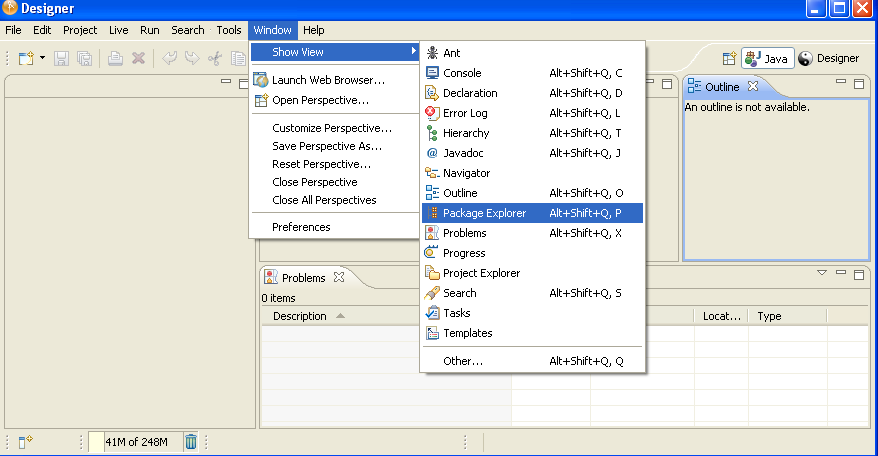 Designer
File Edit Project Live Run Search Tools Window Help
Java Designer
Show View
Launch Web Browser...
Open Perspective...
Customize Perspective...
Save Perspective As...
Reset Perspective...
Close Perspective
Close All Perspectives
Preferences
Ant
Console Alt+Shift+Q, C
Declaration Alt+Shift+Q, D
Error Log Alt+Shift+Q, L
Hierarchy Alt+Shift+Q, T
@ Javadoc Alt+Shift+Q, J
Navigator
Outline Alt+Shift+Q, O
Package Explorer Alt+Shift+Q, P
Problems Alt+Shift+Q, X
Progress
Project Explorer
Search Alt+Shift+Q, S
Tasks
Templates
Other... Alt+Shift+Q, Q
Outline
An outline is not available.
Problems
0 items
Description Locat... Type
41M of 248M